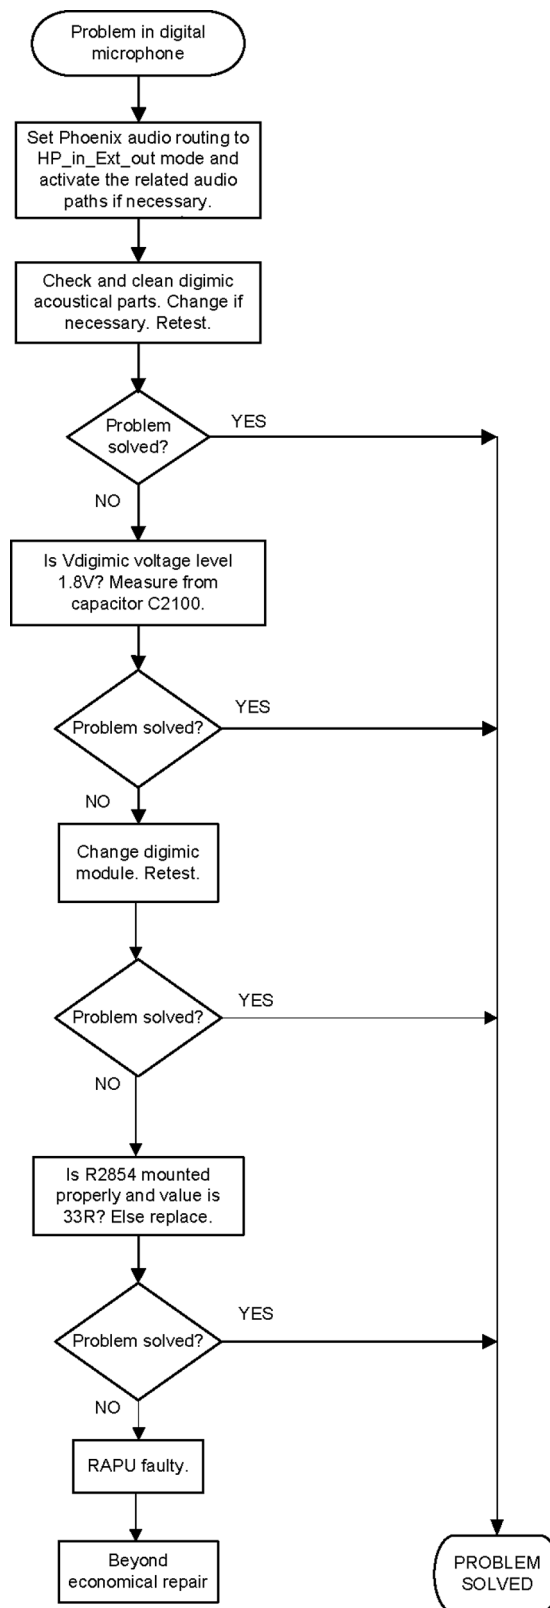 Problem in digital
microphone
Set Phoenix audio routing to
HP_in_Ext_out mode and
activate the related audio
paths if necessary.
Check and clean digimic
acoustical parts. Change if
necessary. Retest.
Problem
solved?
YES
NO
Is Vdigimic voltage level
1.8V? Measure from
capacitor C2100.
Problem solved?
YES
NO
Change digimic
module. Retest.
Problem solved?
YES
NO
Is R2854 mounted
properly and value is
33R? Else replace.
Problem solved?
YES
NO
RAPU faulty.
Beyond
economical repair
PROBLEM
SOLVED